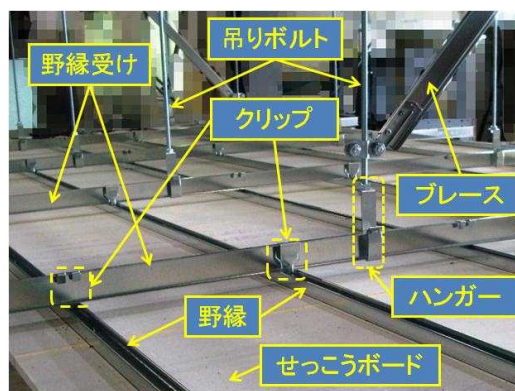 吊りボルト
野縁受け
クリップ
ブレース
ハンガー
野縁
せっこうボード